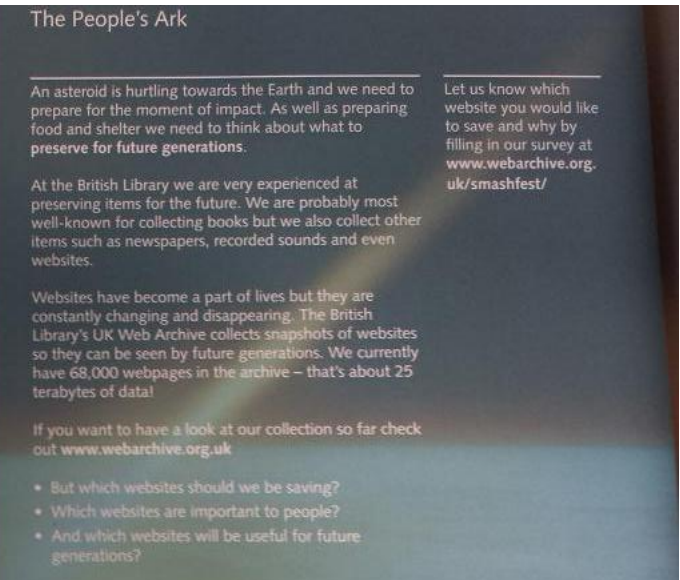 The People's Ark
An asteroid is hurtling towards the Earth and we need to
prepare for the moment of impact. As well as preparing
food and shelter we need to think about what to
preserve for future generations.
At the British Library we are very experienced at
preserving items for the future. We are probably most
well-known for collecting books but we also collect other
items such as newspapers, recorded sounds and even
websites.
Websites have become a part of lives but they are
constantly changing and disappearing. The British
Library's UK Web Archive collects snapshots of websites
so they can be seen by future generations. We currently
have 68,000 webpages in the archive – that's about 25
terabytes of data!
If you want to have a look at our collection so far check
out www.webarchive.org.uk
• But which websites should we be saving?
• Which websites are important to people?
• And which websites will be useful for future
generations?
Let us know which
website you would like
to save and why by
filling in our survey at
www.webarchive.org.
uk/smashfest/